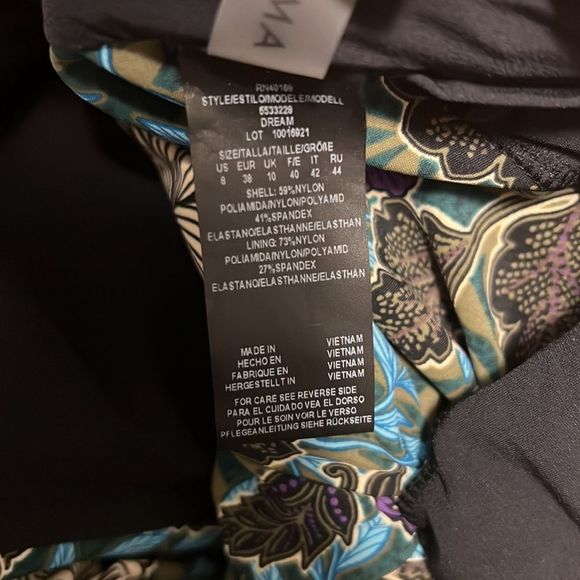 MA
RN40169
STYLE/ESTILO/MODELE/MODELL
6533229
DREAM
LOT 10016921
SIZE/TALLA/TAILLE/GRÖßE
US EUR UK F/E IT RU
8 38 10 40 42 44
SHELL: 59%NYLON
POLIAMIDA/NYLON/POLYAMID
41%SPANDEX
ELASTANO/ELASTHANNE/ELASTHAN
LINING: 73%NYLON
POLIAMIDA/NYLON/POLYAMID
27%SPANDEX
ELASTANO/ELASTHANNE/ELASTHAN
MADE IN VIETNAM
HECHO EN VIETNAM
FABRIQUE EN VIETNAM
HERGESTELLT IN VIETNAM
FOR CARE SEE REVERSE SIDE
PARA EL CUIDADO VEA EL DORSO
POUR LE SOIN VOIR LE VERSO
PFLEGEANLEITUNG SIEHE RÜCKSEITE